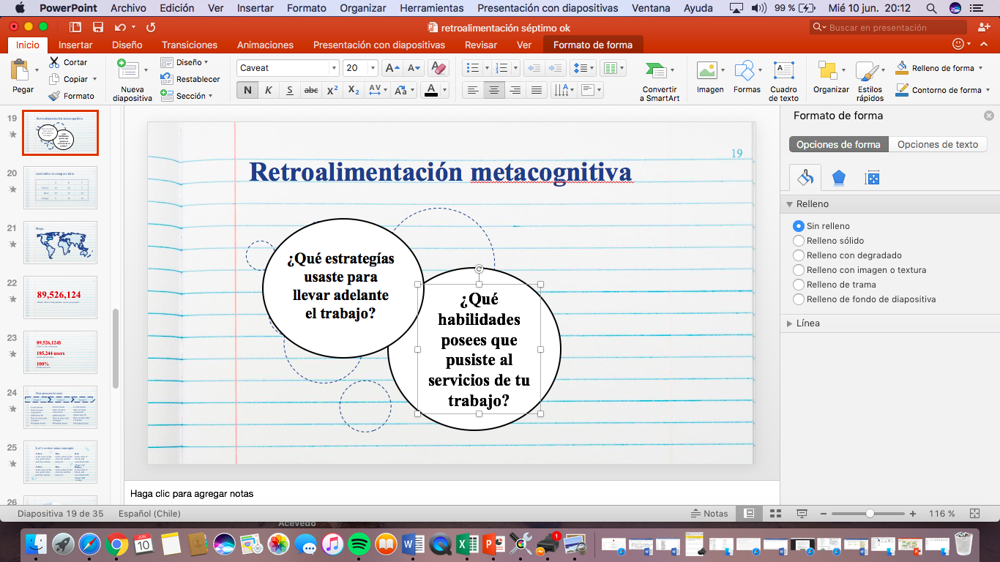 PowerPoint Archivo Edición Ver Insertar Formato Organizar Herramientas Presentación con diapositivas Ventana Ayuda 99 % Mié 10 jun. 20:12
retroalimentación séptimo ok
Buscar en presentación
Inicio Insertar Diseño Transiciones Animaciones Presentación con diapositivas Revisar Ver Formato de forma
Pegar
Cortar
Copiar
Formato
Nueva
diapositiva
Diseño
Restablecer
Sección
Caveat 20
N K S abc X² X₂ AV Aa A
Convertir
a SmartArt
Imagen
Formas
Cuadro
de texto
Organizar
Estilos
rápidos
Relleno de forma
Contorno de forma
19
Retroalimentación metacognitiva
20
And tables to compare data
21
Maps
22
89,526,124
23
89,526,124$
185,244 users
100%
24
Our process is easy
25
Let's review some concepts
26
19
Retroalimentación metacognitiva
¿Qué estrategías
usaste para
llevar adelante
el trabajo?
¿Qué
habilidades
posees que
pusiste al
servicios de tu
trabajo?
Haga clic para agregar notas
Formato de forma
Opciones de forma Opciones de texto
Relleno
Sin relleno
Relleno sólido
Relleno con degradado
Relleno con imagen o textura
Relleno de trama
Relleno de fondo de diapositiva
Línea
Diapositiva 19 de 35 Español (Chile) Notas 116 %
Acevedo
JUN
10
1